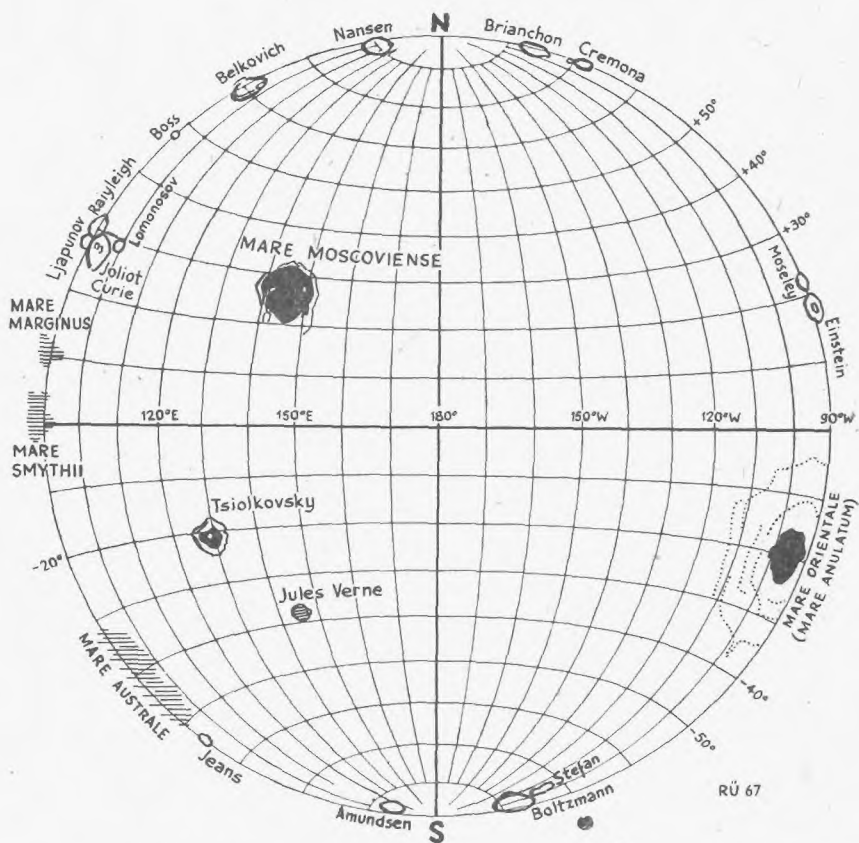 N
Nansen
Brianchon
Cremona
Belkovich
Boss
+50°
+40°
Raiyleigh
Ljapunov
Lomonosov
3
Joliot
Curie
MARE MOSCOVIENSE
+30°
Moseley
Einstein
MARE
MARGINUS
120°E
150°E
180°
150°W
120°W
90°W
MARE
SMYTHII
Tsiolkovsky
-20°
Jules Verne
MARE ORIENTALE
(MARE ANULATUM)
MARE AUSTRALE
-40°
-50°
Jeans
Stefan
Boltzmann
Amundsen
S
RÜ 67